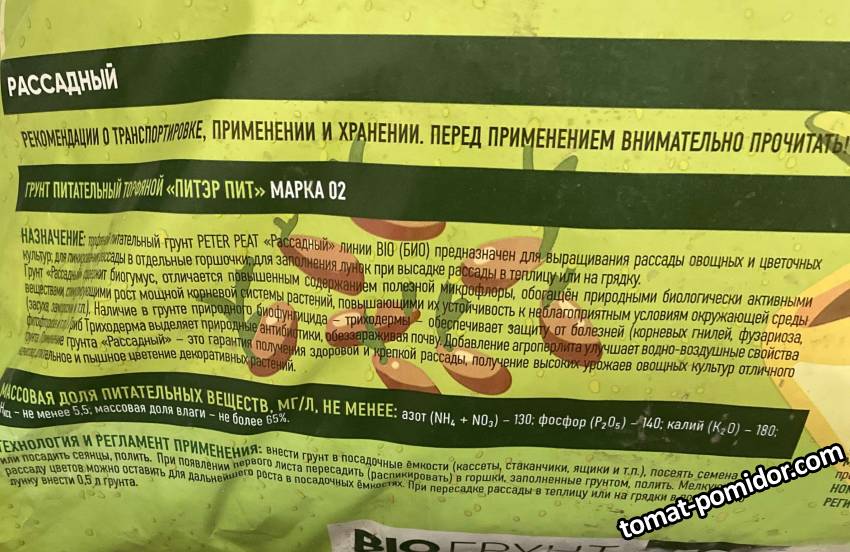 РАССАДНЫЙ
РЕКОМЕНДАЦИИ О ТРАНСПОРТИРОВКЕ, ПРИМЕНЕНИИ И ХРАНЕНИИ. ПЕРЕД ПРИМЕНЕНИЕМ ВНИМАТЕЛЬНО ПРОЧИТАТЬ!
ГРУНТ ПИТАТЕЛЬНЫЙ ТОРФЯНОЙ «ПИТЭР ПИТ» МАРКА 02
НАЗНАЧЕНИЕ: питательный грунт PETER PEAT «Рассадный» линии BIO (БИО) предназначен для выращивания рассады овощных и цветочных
культур; для рассады в отдельные горшочки; для заполнения лунок при высадке рассады в теплицу или на грядку.
Грунт «Рассадный» биогумус, отличается повышенным содержанием полезной микрофлоры, обогащен природными биологически активными
веществами, рост мощной корневой системы растений, повышающими их устойчивость к неблагоприятным условиям окружающей среды
(засуха, и т.п.). Наличие в грунте природного биофунгицида – триходермы – обеспечивает защиту от болезней (корневых гнилей, фузариоза,
Триходерма выделяет природные антибиотики, обеззараживая почву. Добавление агроперлита улучшает водно-воздушные свойства
грунта. грунта «Рассадный» – это гарантия получения здоровой и крепкой рассады, получение высоких урожаев овощных культур отличного
и пышное цветение декоративных растений.
МАССОВАЯ ДОЛЯ ПИТАТЕЛЬНЫХ ВЕЩЕСТВ, МГ/Л, НЕ МЕНЕЕ: азот (NH₄ + NO₃) – 130; фосфор (P₂O₅) – 140; калий (K₂O) – 180;
– не менее 5,5; массовая доля влаги – не более 65%.
ТЕХНОЛОГИЯ И РЕГЛАМЕНТ ПРИМЕНЕНИЯ: внести грунт в посадочные ёмкости (кассеты, стаканчики, ящики и т.п.), посеять семена
или посадить сеянцы, полить. При появлении первого листа пересадить (распикировать) в горшки, заполненные грунтом, полить.
рассаду цветов можно оставить для дальнейшего роста в посадочных ёмкостях. При пересадке рассады в теплицу или на грядки в
лунку внести 0,5 л грунта.
BIOГРУНТ
tomat-pomidor.com